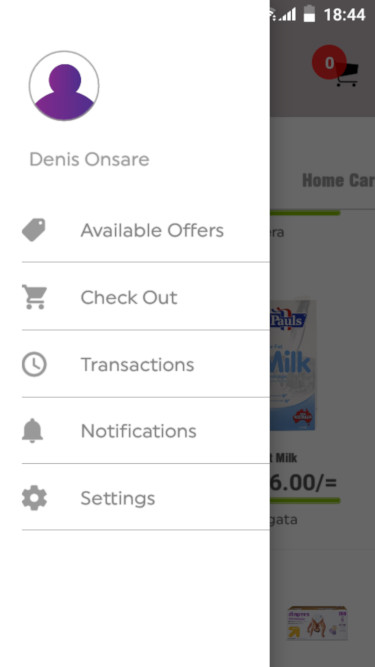 18:44
0
Denis Onsare
Home Car
Available Offers
era
Check Out
Pauls
Milk
Transactions
Notifications
t Milk
6.00/=
Settings
gata